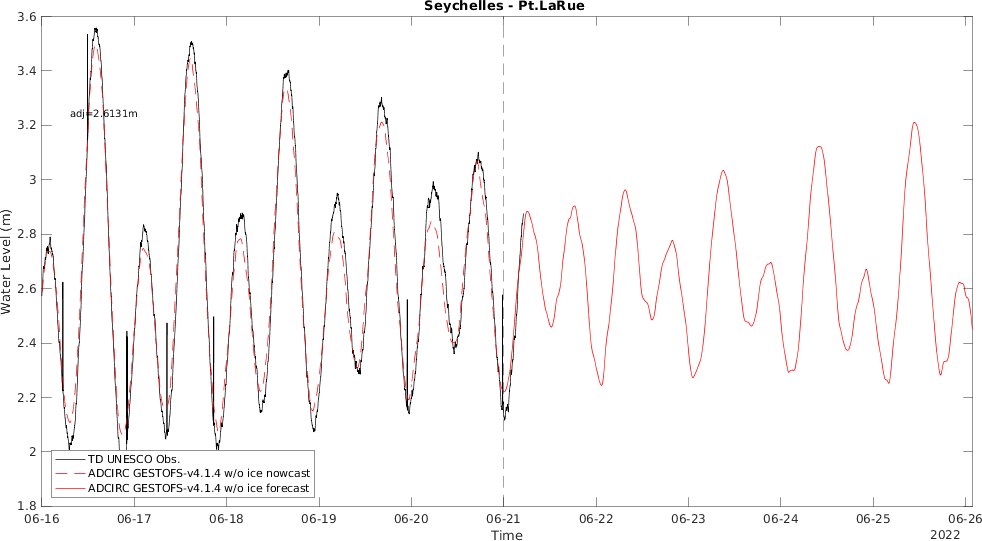 Seychelles - Pt.LaRue
3.6
3.4
3.2
3
2.8
2.6
2.4
2.2
2
1.8
Water Level (m)
adj=2.6131m
TD UNESCO Obs.
ADCIRC GESTOFS-v4.1.4 w/o ice nowcast
ADCIRC GESTOFS-v4.1.4 w/o ice forecast
06-16 06-17 06-18 06-19 06-20 06-21 06-22 06-23 06-24 06-25 06-26
Time 2022